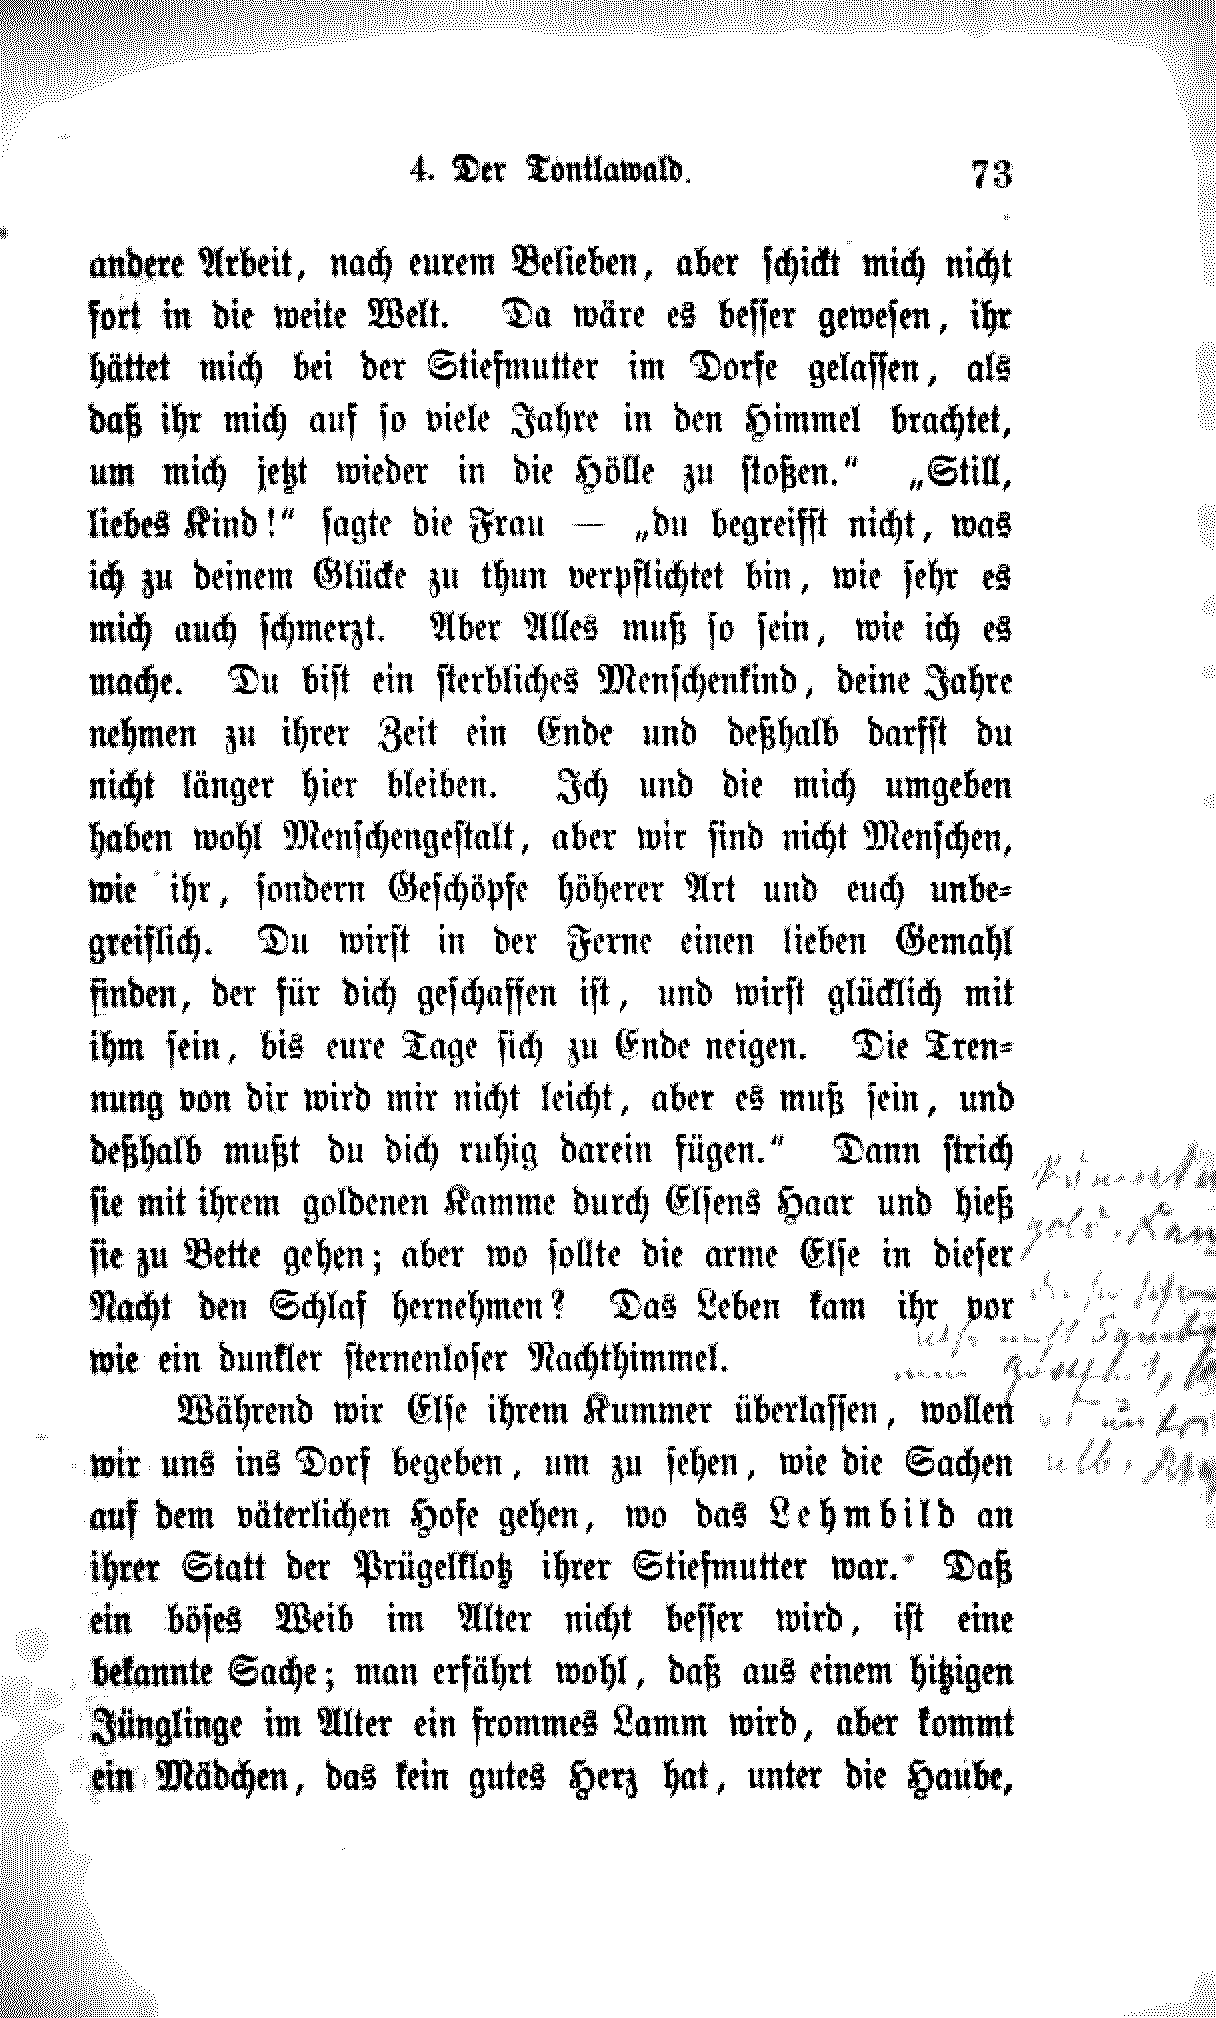 4. Der Tontlawald.
73
andere Arbeit, nach eurem Belieben, aber schickt mich nicht
fort in die weite Welt. Da wäre es besser gewesen, ihr
hättet mich bei der Stiefmutter im Dorfe gelassen, als
daß ihr mich auf so viele Jahre in den Himmel brachtet,
um mich jetzt wieder in die Hölle zu stoßen.“ „Still,
liebes Kind!“ sagte die Frau — „du begreifst nicht, was
ich zu deinem Glücke zu thun verpflichtet bin, wie sehr es
mich auch schmerzt. Aber Alles muß so sein, wie ich es
mache. Du bist ein sterbliches Menschenkind, deine Jahre
nehmen zu ihrer Zeit ein Ende und deßhalb darfst du
nicht länger hier bleiben. Ich und die mich umgeben
haben wohl Menschengestalt, aber wir sind nicht Menschen,
wie ihr, sondern Geschöpfe höherer Art und euch unbe-
greiflich. Du wirst in der Ferne einen lieben Gemahl
finden, der für dich geschaffen ist, und wirst glücklich mit
ihm sein, bis eure Tage sich zu Ende neigen. Die Tren-
nung von dir wird mir nicht leicht, aber es muß sein, und
deßhalb mußt du dich ruhig darein fügen.“ Dann strich
sie mit ihrem goldenen Kamme durch Elsens Haar und hieß
sie zu Bette gehen; aber wo sollte die arme Else in dieser
Nacht den Schlaf hernehmen? Das Leben kam ihr vor
wie ein dunkler sternenloser Nachthimmel.
Während wir Else ihrem Kummer überlassen, wollen
wir uns ins Dorf begeben, um zu sehen, wie die Sachen
auf dem väterlichen Hofe gehen, wo das Lehmbild an
ihrer Statt der Prügelklotz ihrer Stiefmutter war. Daß
ein böses Weib im Alter nicht besser wird, ist eine
bekannte Sache; man erfährt wohl, daß aus einem hitzigen
Jünglinge im Alter ein frommes Lamm wird, aber kommt
ein Mädchen, das kein gutes Herz hat, unter die Haube,